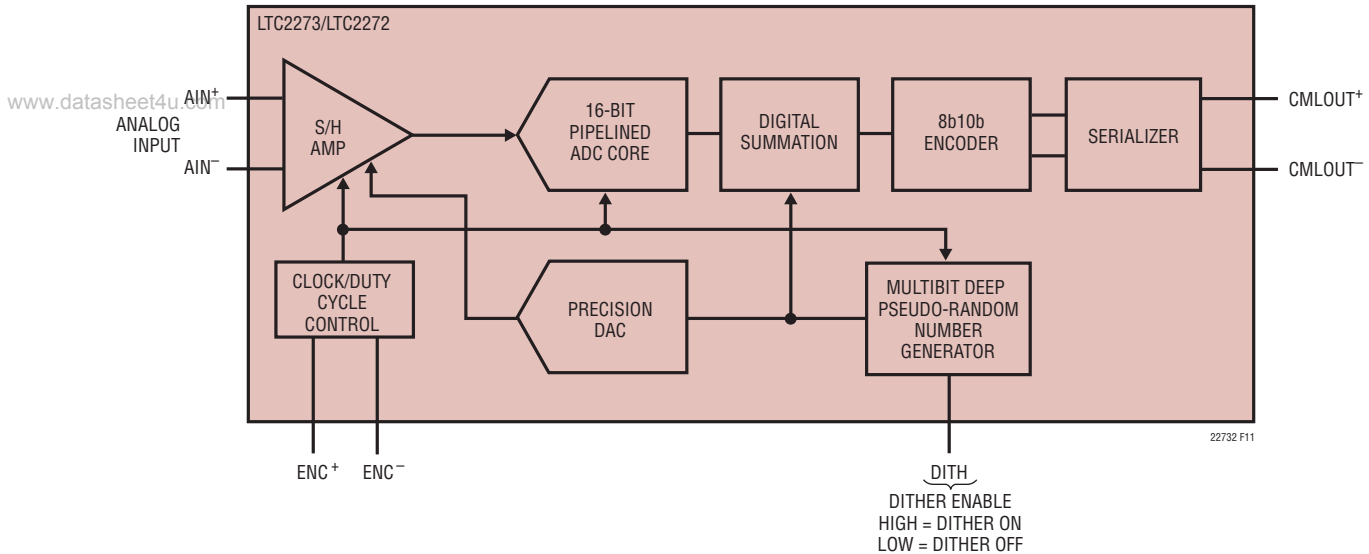 LTC2273/LTC2272
www.datasheet4u.com
AIN+
ANALOG
INPUT
AIN−
S/H
AMP
16-BIT
PIPELINED
ADC CORE
DIGITAL
SUMMATION
8b10b
ENCODER
SERIALIZER
CMLOUT+
CMLOUT−
CLOCK/DUTY
CYCLE
CONTROL
PRECISION
DAC
MULTIBIT DEEP
PSEUDO-RANDOM
NUMBER
GENERATOR
22732 F11
ENC+
ENC−
DITH
DITHER ENABLE
HIGH = DITHER ON
LOW = DITHER OFF